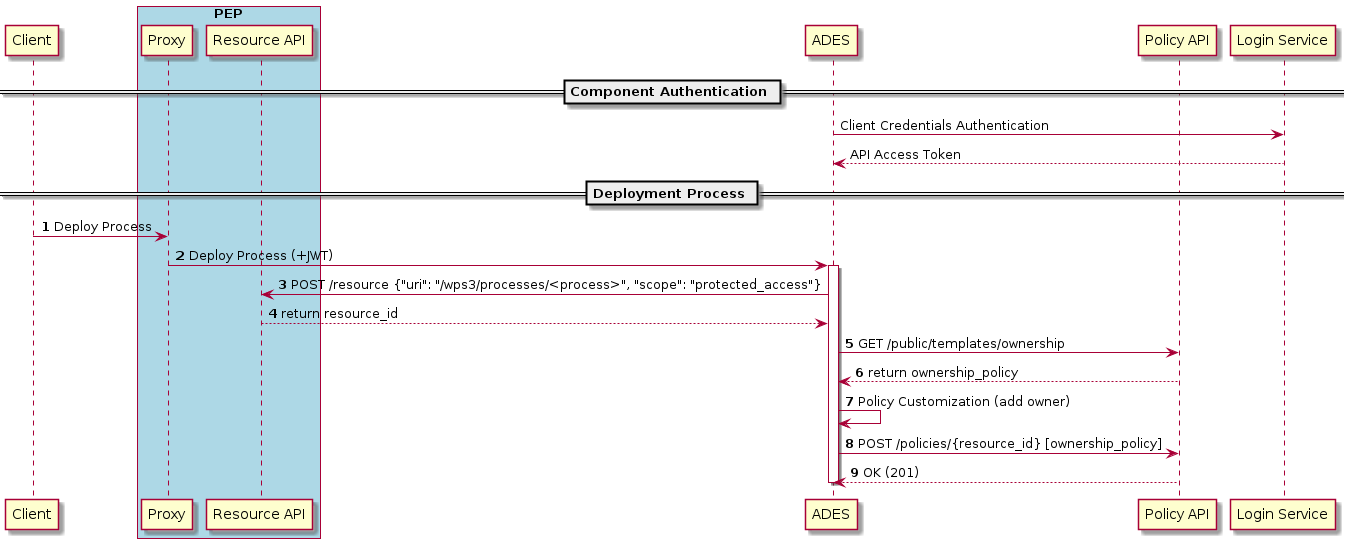 PEP
Client
Proxy
Resource API
ADES
Policy API
Login Service
Component Authentication
Client Credentials Authentication
API Access Token
Deployment Process
1 Deploy Process
2 Deploy Process (+JWT)
3 POST /resource {"uri": "/wps3/processes/<process>", "scope": "protected_access"}
4 return resource_id
5 GET /public/templates/ownership
6 return ownership_policy
7 Policy Customization (add owner)
8 POST /policies/{resource_id} [ownership_policy]
9 OK (201)
Client
Proxy
Resource API
ADES
Policy API
Login Service